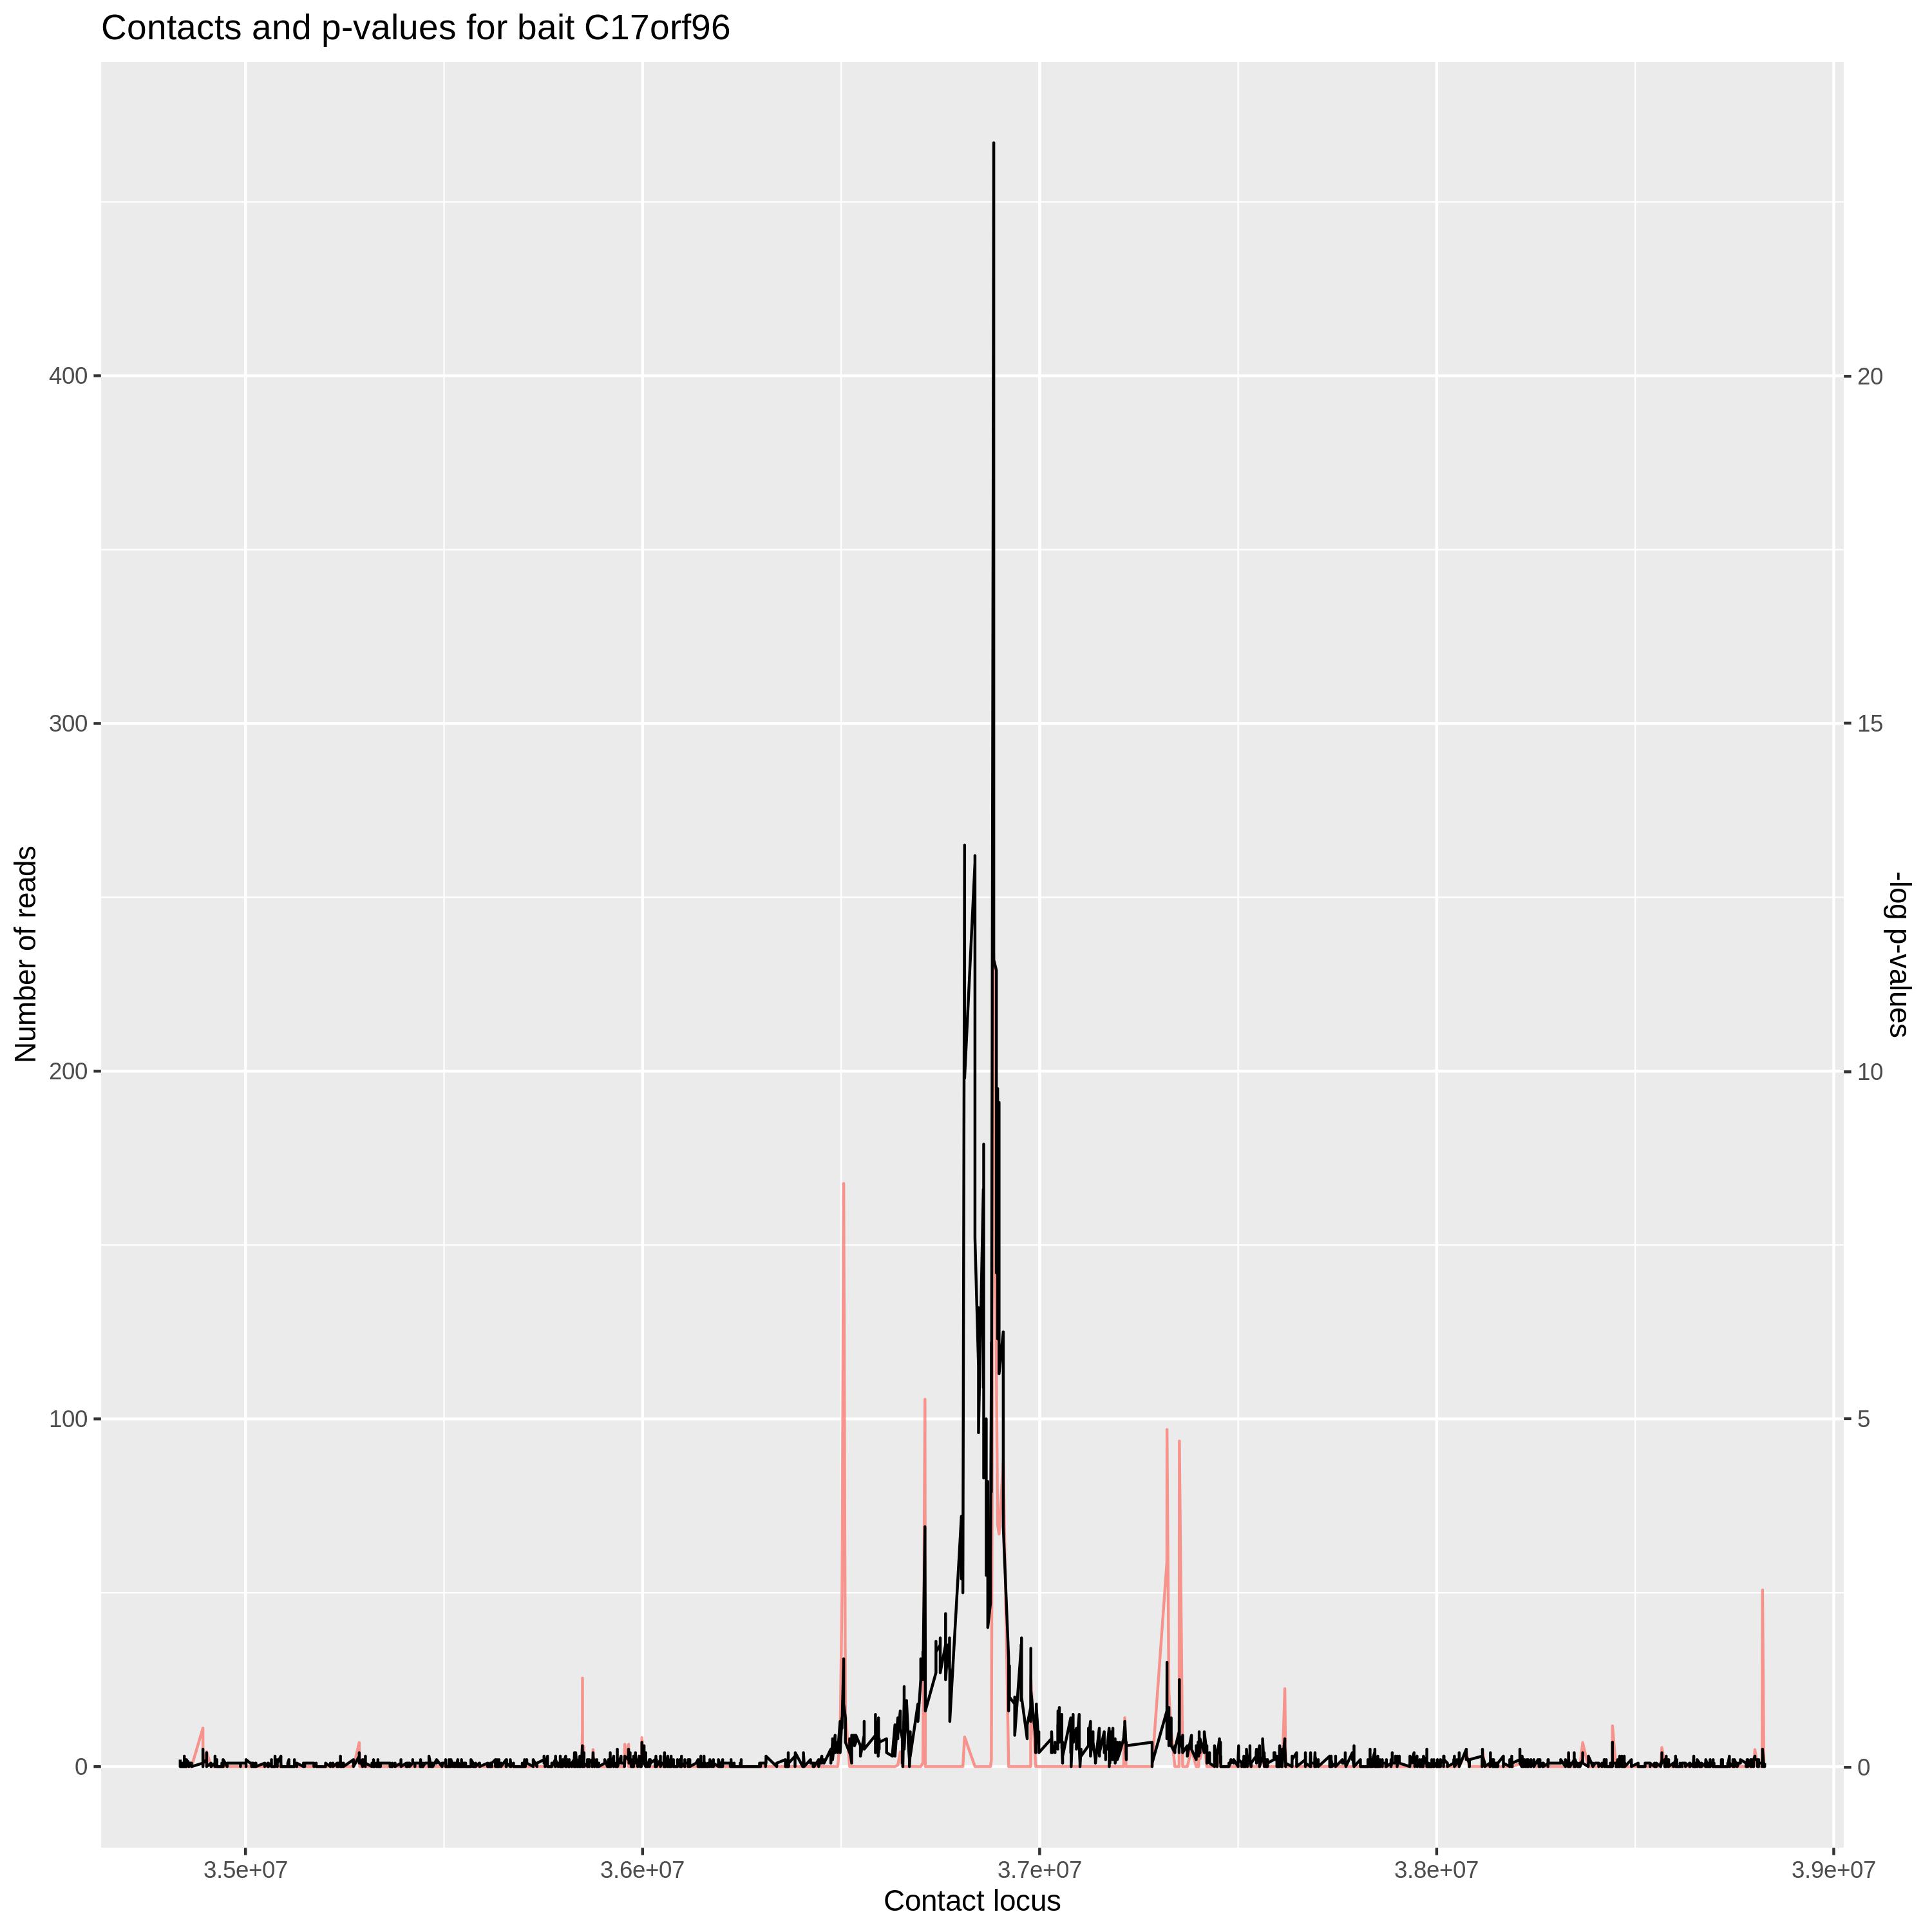 Contacts and p-values for bait C17orf96
400
300
200
100
0
20
15
10
5
0
Number of reads
-log p-values
3.5e+07
3.6e+07
3.7e+07
3.8e+07
3.9e+07
Contact locus